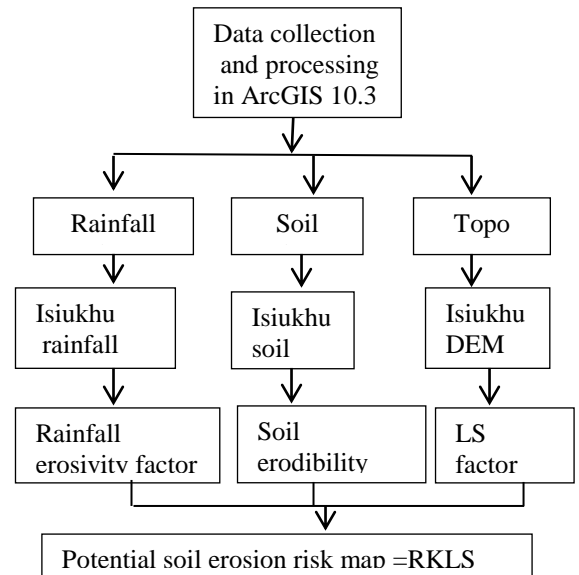 Data collection
and processing
in ArcGIS 10.3
Rainfall
Soil
Topo
Isiukhu
rainfall
Isiukhu
soil
Isiukhu
DEM
Rainfall
erosivity factor
Soil
erodibility
LS
factor
Potential soil erosion risk map =RKLS